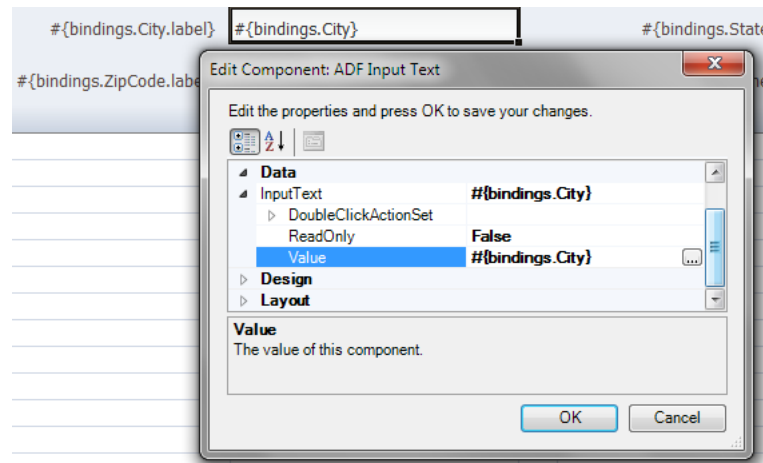 #{bindings.City.label} #{bindings.City} #{bindings.State
Edit Component: ADF Input Text
#{bindings.ZipCode.labe
Edit the properties and press OK to save your changes.
Data
InputText #{bindings.City}
DoubleClickActionSet
ReadOnly False
Value #{bindings.City} ...
Design
Layout
Value
The value of this component.
OK Cancel